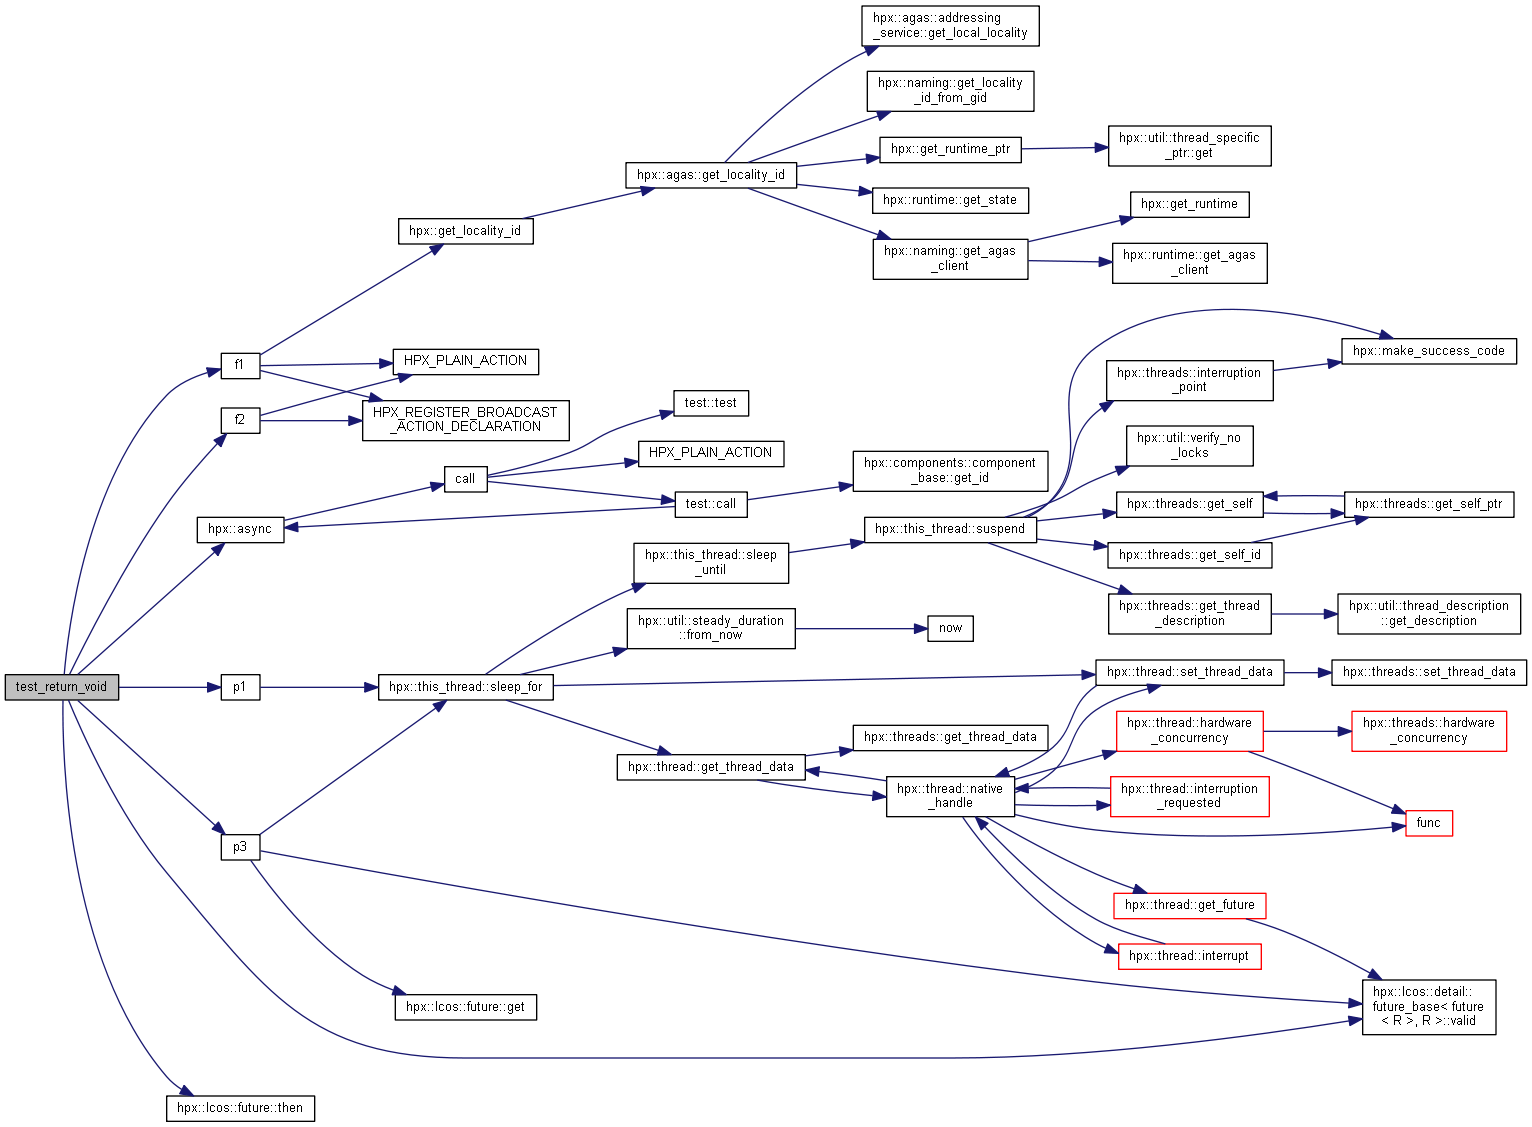 hpx::agas::addressing
_service::get_local_locality
hpx::naming::get_locality
_id_from_gid
hpx::get_runtime_ptr
hpx::util::thread_specific
_ptr::get
hpx::agas::get_locality_id
hpx::runtime::get_state
hpx::get_runtime
hpx::get_locality_id
hpx::naming::get_agas
_client
hpx::runtime::get_agas
_client
f1
HPX_PLAIN_ACTION
hpx::make_success_code
hpx::threads::interruption
_point
f2
HPX_REGISTER_BROADCAST
_ACTION_DECLARATION
test::test
hpx::util::verify_no
_locks
HPX_PLAIN_ACTION
call
hpx::components::component
_base::get_id
test::call
hpx::threads::get_self
hpx::threads::get_self_ptr
hpx::async
hpx::this_thread::suspend
hpx::threads::get_self_id
hpx::this_thread::sleep
_until
hpx::threads::get_thread
_description
hpx::util::thread_description
::get_description
hpx::util::steady_duration
::from_now
now
test_return_void
p1
hpx::this_thread::sleep_for
hpx::thread::set_thread_data
hpx::threads::set_thread_data
hpx::threads::get_thread_data
hpx::thread::hardware
_concurrency
hpx::threads::hardware
_concurrency
hpx::thread::get_thread_data
hpx::thread::native
_handle
hpx::thread::interruption
_requested
func
p3
hpx::thread::get_future
hpx::thread::interrupt
hpx::lcos::future::get
hpx::lcos::detail::
future_base< future
< R >, R >::valid
hpx::lcos::future::then